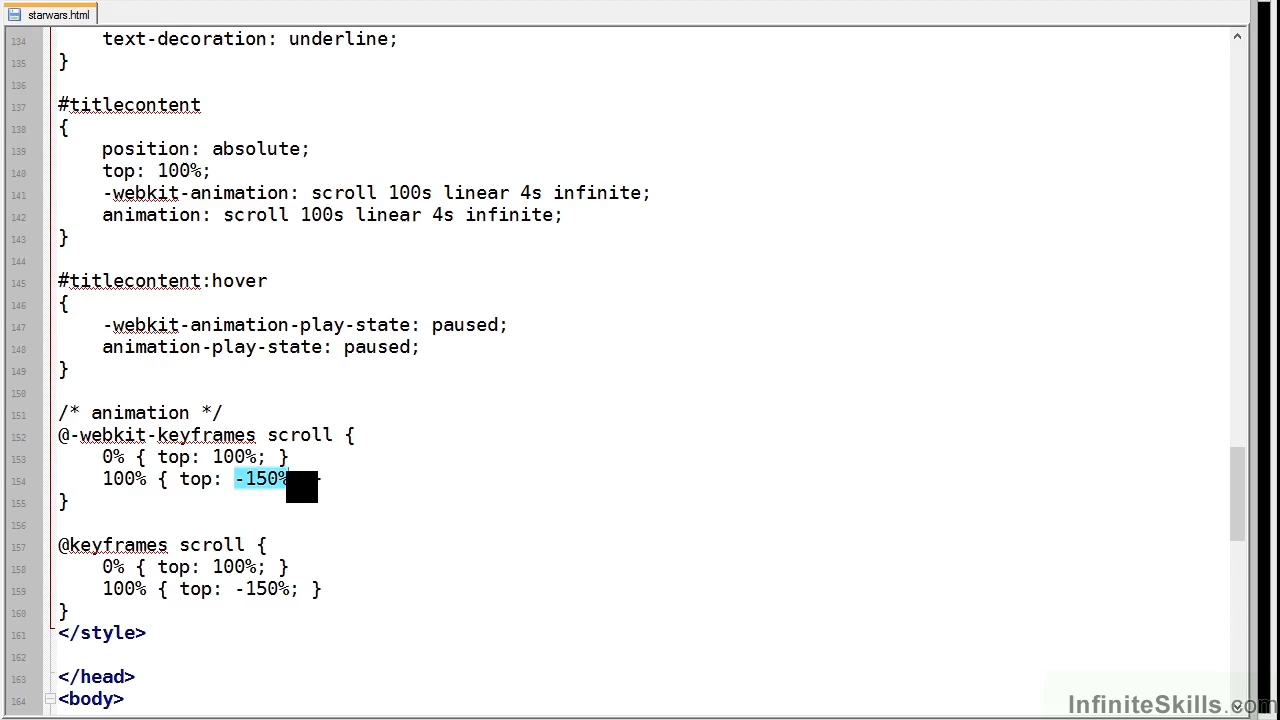 starwars.html
134 text-decoration: underline;
135 }
136
137 #titlecontent
138 {
139 position: absolute;
140 top: 100%;
141 -webkit-animation: scroll 100s linear 4s infinite;
142 animation: scroll 100s linear 4s infinite;
143 }
144
145 #titlecontent:hover
146 {
147 -webkit-animation-play-state: paused;
148 animation-play-state: paused;
149 }
150
151 /* animation */
152 @-webkit-keyframes scroll {
153 0% { top: 100%; }
154 100% { top: -150%
155 }
156
157 @keyframes scroll {
158 0% { top: 100%; }
159 100% { top: -150%; }
160 }
161 </style>
162
163 </head>
164 <body>
InfiniteSkills.com